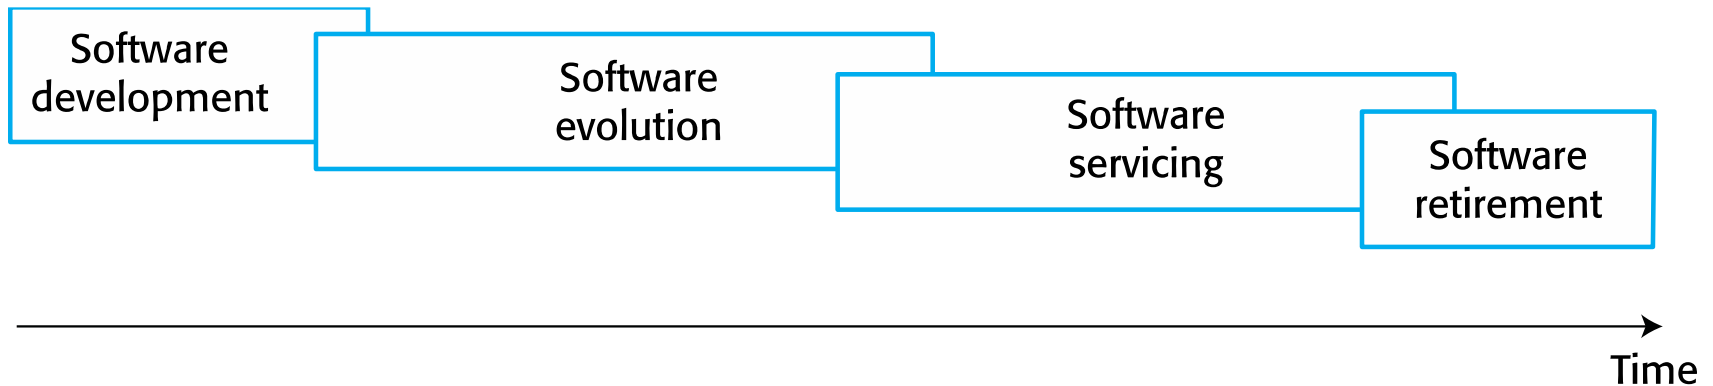 Software
development
Software
evolution
Software
servicing
Software
retirement
Time